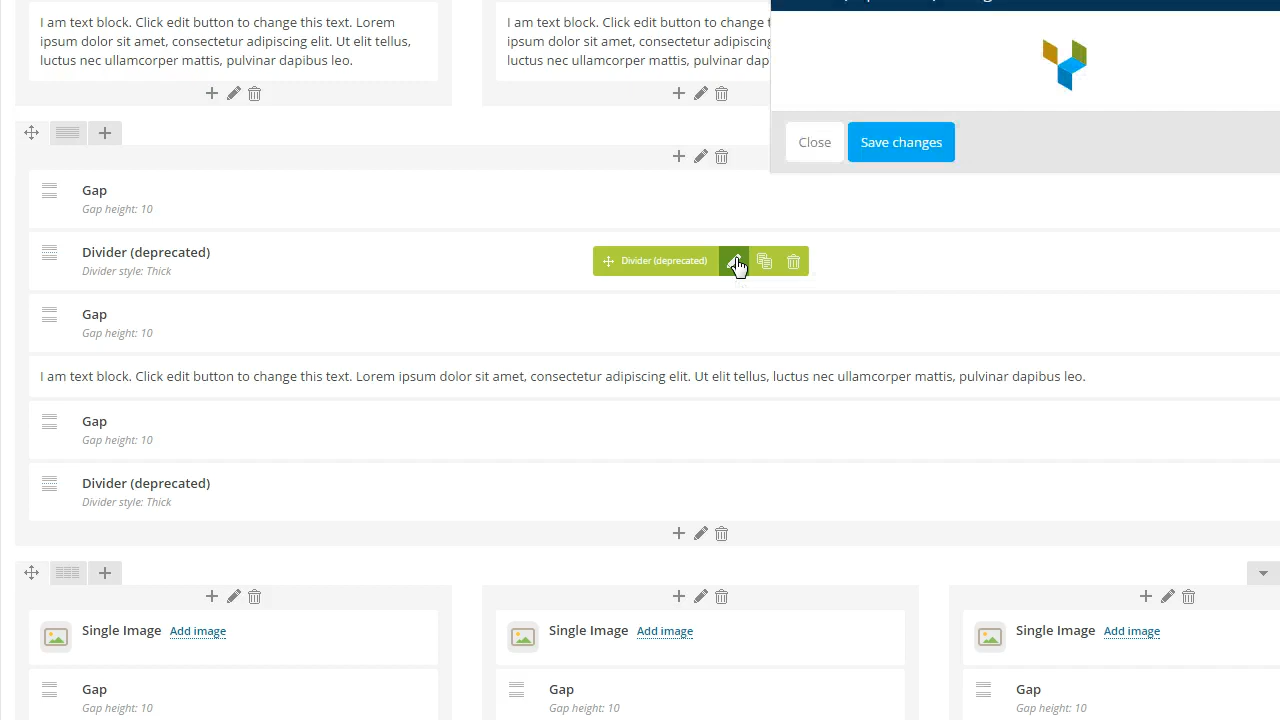 I am text block. Click edit button to change this text. Lorem
ipsum dolor sit amet, consectetur adipiscing elit. Ut elit tellus,
luctus nec ullamcorper mattis, pulvinar dapibus leo.
I am text block. Click edit button to change
ipsum dolor sit amet, consectetur adipiscing
luctus nec ullamcorper mattis, pulvinar dap
Close
Save changes
Gap
Gap height: 10
Divider (deprecated)
Divider style: Thick
Divider (deprecated)
Gap
Gap height: 10
I am text block. Click edit button to change this text. Lorem ipsum dolor sit amet, consectetur adipiscing elit. Ut elit tellus, luctus nec ullamcorper mattis, pulvinar dapibus leo.
Gap
Gap height: 10
Divider (deprecated)
Divider style: Thick
Single Image Add image
Single Image Add image
Single Image Add image
Gap
Gap height: 10
Gap
Gap height: 10
Gap
Gap height: 10